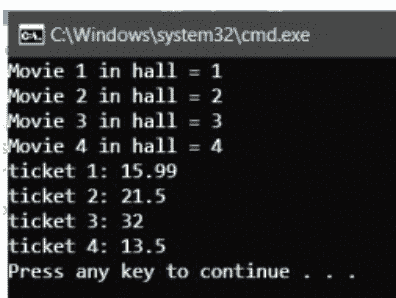 C:\Windows\system32\cmd.exe
Movie 1 in hall = 1
Movie 2 in hall = 2
Movie 3 in hall = 3
Movie 4 in hall = 4
ticket 1: 15.99
ticket 2: 21.5
ticket 3: 32
ticket 4: 13.5
Press any key to continue . . .